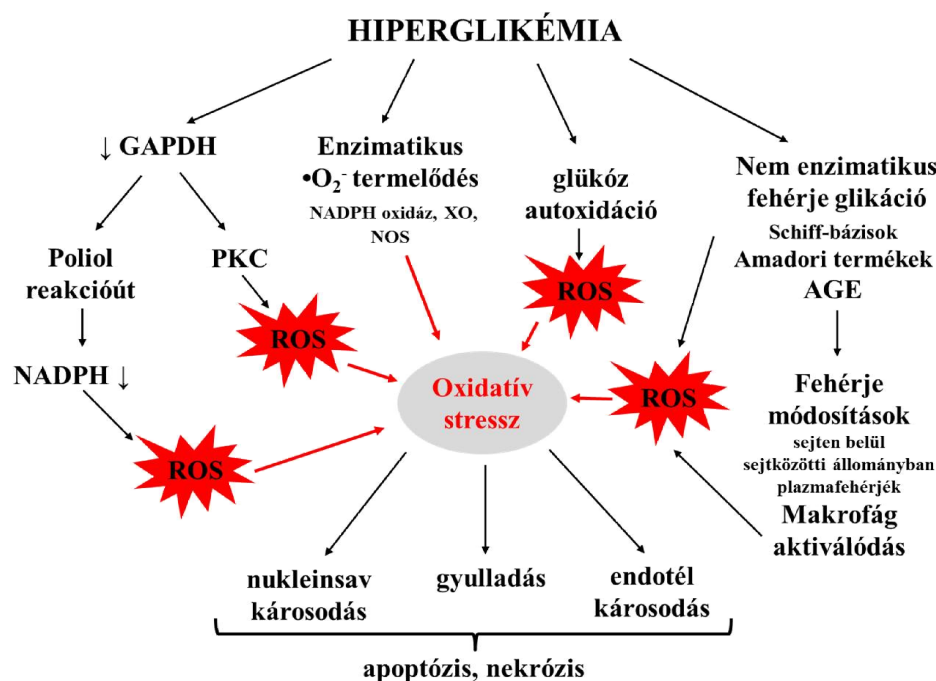 HIPERGLIKÉMIA
↓ GAPDH
Poliol
reakcióút
NADPH ↓
ROS
PKC
ROS
Enzimatikus
•O₂⁻ termelődés
NADPH oxidáz, XO,
NOS
glükóz
autoxidáció
ROS
Nem enzimatikus
fehérje glikáció
Schiff-bázisok
Amadori termékek
AGE
ROS
Fehérje
módosítások
sejten belül
sejtközötti állományban
plazmafehérjék
Makrofág
aktiválódás
Oxidatív
stressz
nukleinsav
károsodás
gyulladás
endotél
károsodás
apoptózis, nekrózis